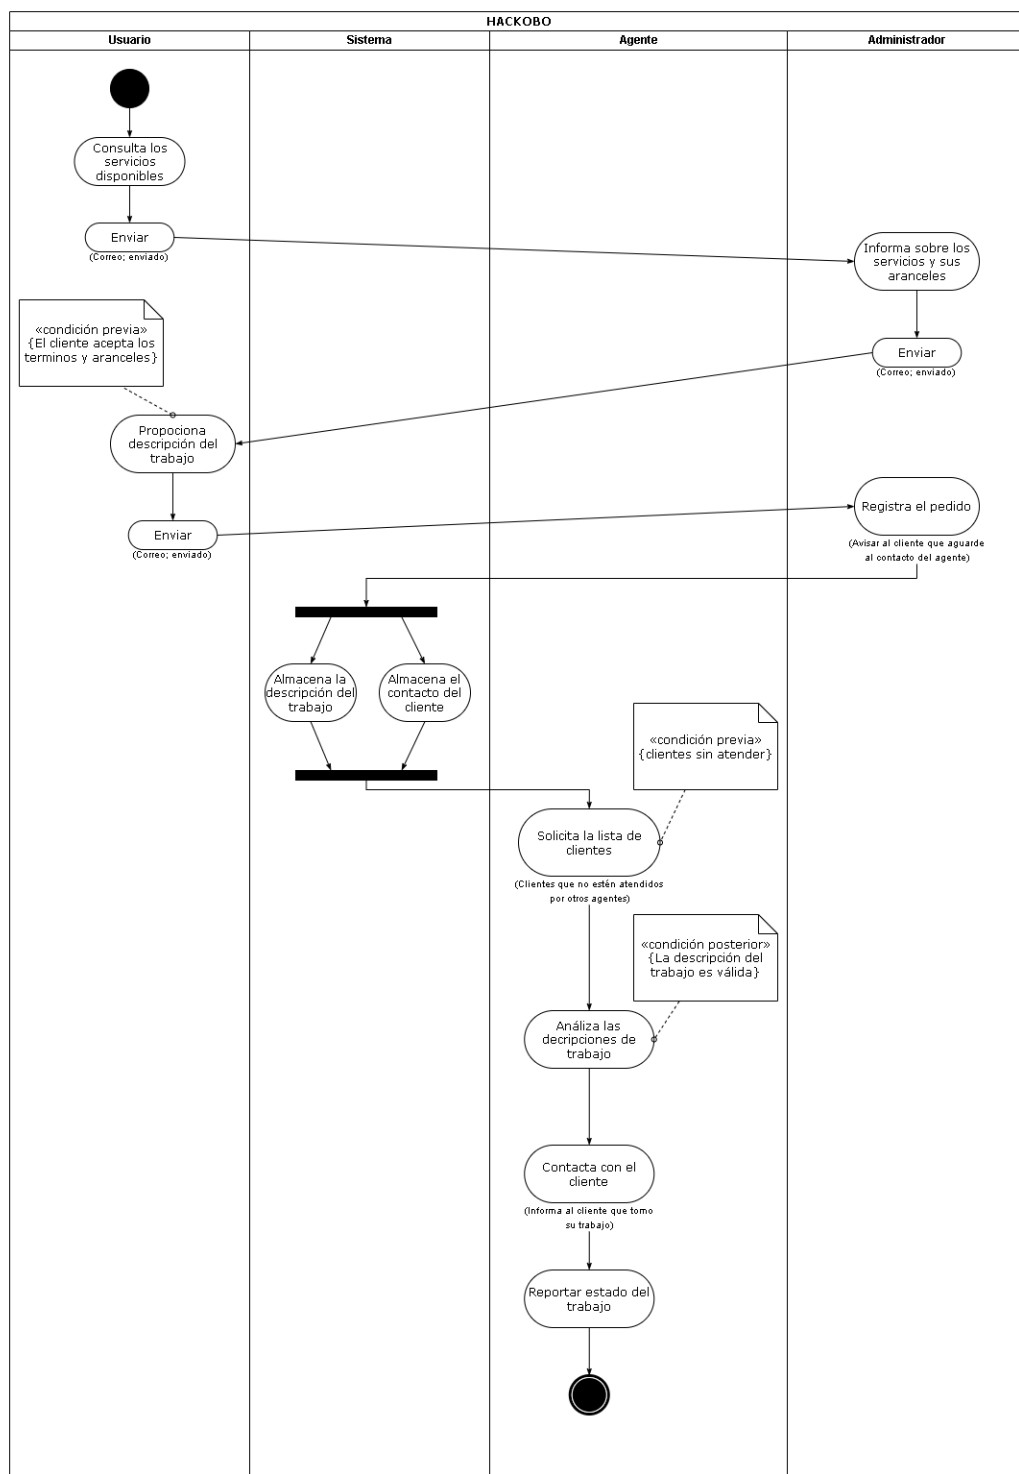 HACKOBO
Usuario
Sistema
Agente
Administrador
Consulta los
servicios
disponibles
Enviar
(Correo; enviado)
Informa sobre los
servicios y sus
aranceles
Enviar
(Correo; enviado)
«condición previa»
{El cliente acepta los
terminos y aranceles}
Propociona
descripción del
trabajo
Enviar
(Correo; enviado)
Registra el pedido
(Avisar al cliente que aguarde
al contacto del agente)
Almacena la
descripción del
trabajo
Almacena el
contacto del
cliente
«condición previa»
{clientes sin atender}
Solicita la lista de
clientes
(Clientes que no estén atendidos
por otros agentes)
«condición posterior»
{La descripción del
trabajo es válida}
Análiza las
decripciones de
trabajo
Contacta con el
cliente
(Informa al cliente que tomo
su trabajo)
Reportar estado del
trabajo